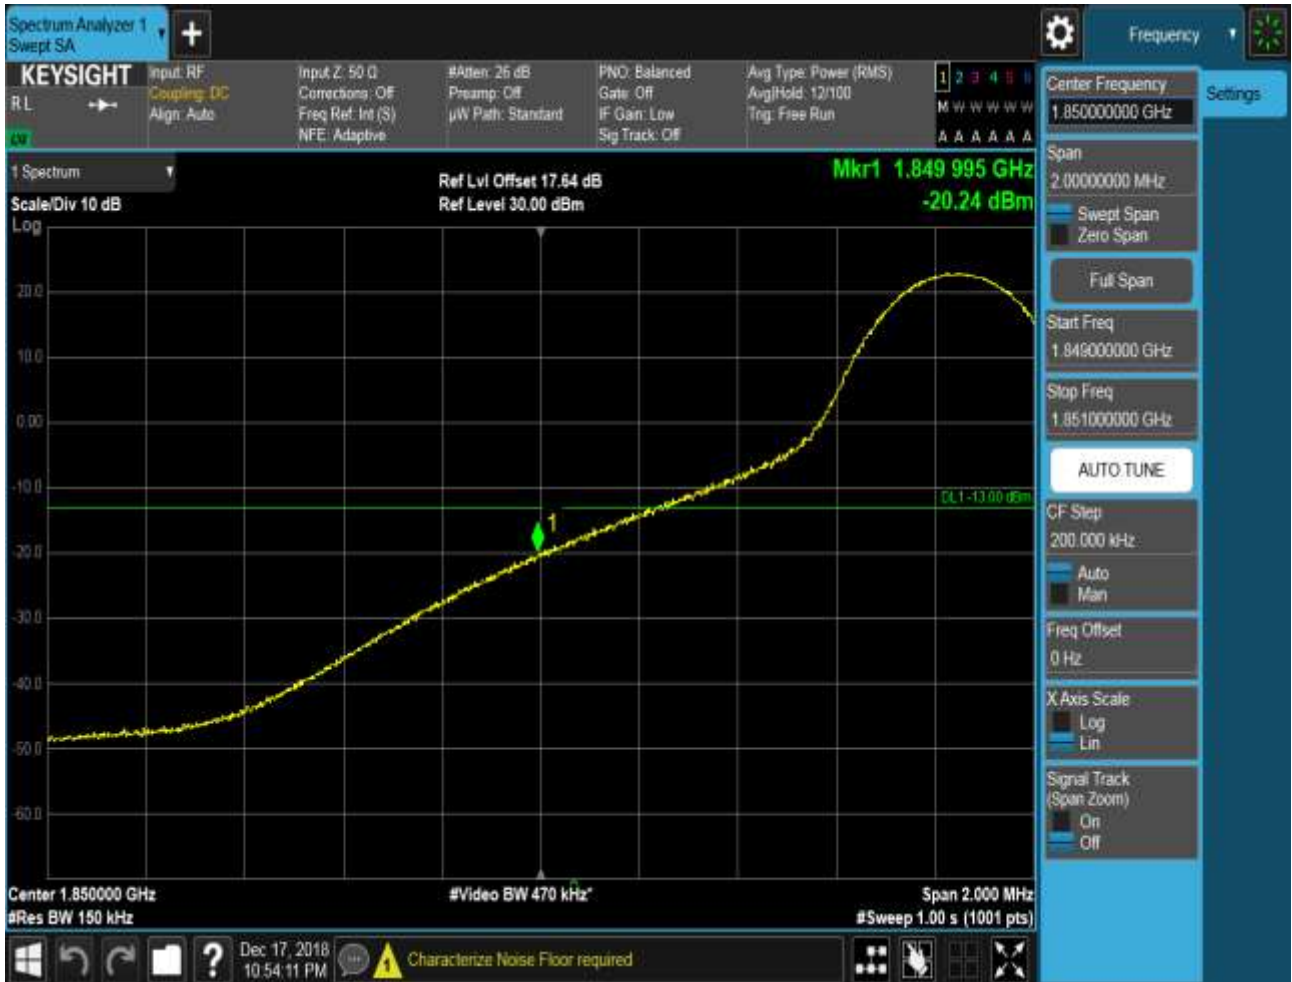 Spectrum Analyzer 1
Swept SA
+
Frequency
KEYSIGHT
R L
LW
Input: RF
Coupling: DC
Align: Auto
Input Z: 50 Ω
Corrections: Off
Freq Ref: Int (S)
NFE: Adaptive
#Atten: 26 dB
Preamp: Off
µW Path: Standard
PNO: Balanced
Gate: Off
IF Gain: Low
Sig Track: Off
Avg Type: Power (RMS)
Avg|Hold: 12/100
Trig: Free Run
1 2 3 4 5 6
M W W W W W
A A A A A A
1 Spectrum
Scale/Div 10 dB
Log
Ref Lvl Offset 17.64 dB
Ref Level 30.00 dBm
Mkr1 1.849 995 GHz
-20.24 dBm
20.0
10.0
0.00
-10.0
-20.0
-30.0
-40.0
-50.0
-60.0
DL1 -13.00 dBm
1
Center 1.850000 GHz
#Res BW 150 kHz
#Video BW 470 kHz*
Span 2.000 MHz
#Sweep 1.00 s (1001 pts)
Center Frequency
1.850000000 GHz
Settings
Span
2.00000000 MHz
Swept Span
Zero Span
Full Span
Start Freq
1.849000000 GHz
Stop Freq
1.851000000 GHz
AUTO TUNE
CF Step
200.000 kHz
Auto
Man
Freq Offset
0 Hz
X Axis Scale
Log
Lin
Signal Track
(Span Zoom)
On
Off
?
Dec 17, 2018
10:54:11 PM
1
Characterize Noise Floor required